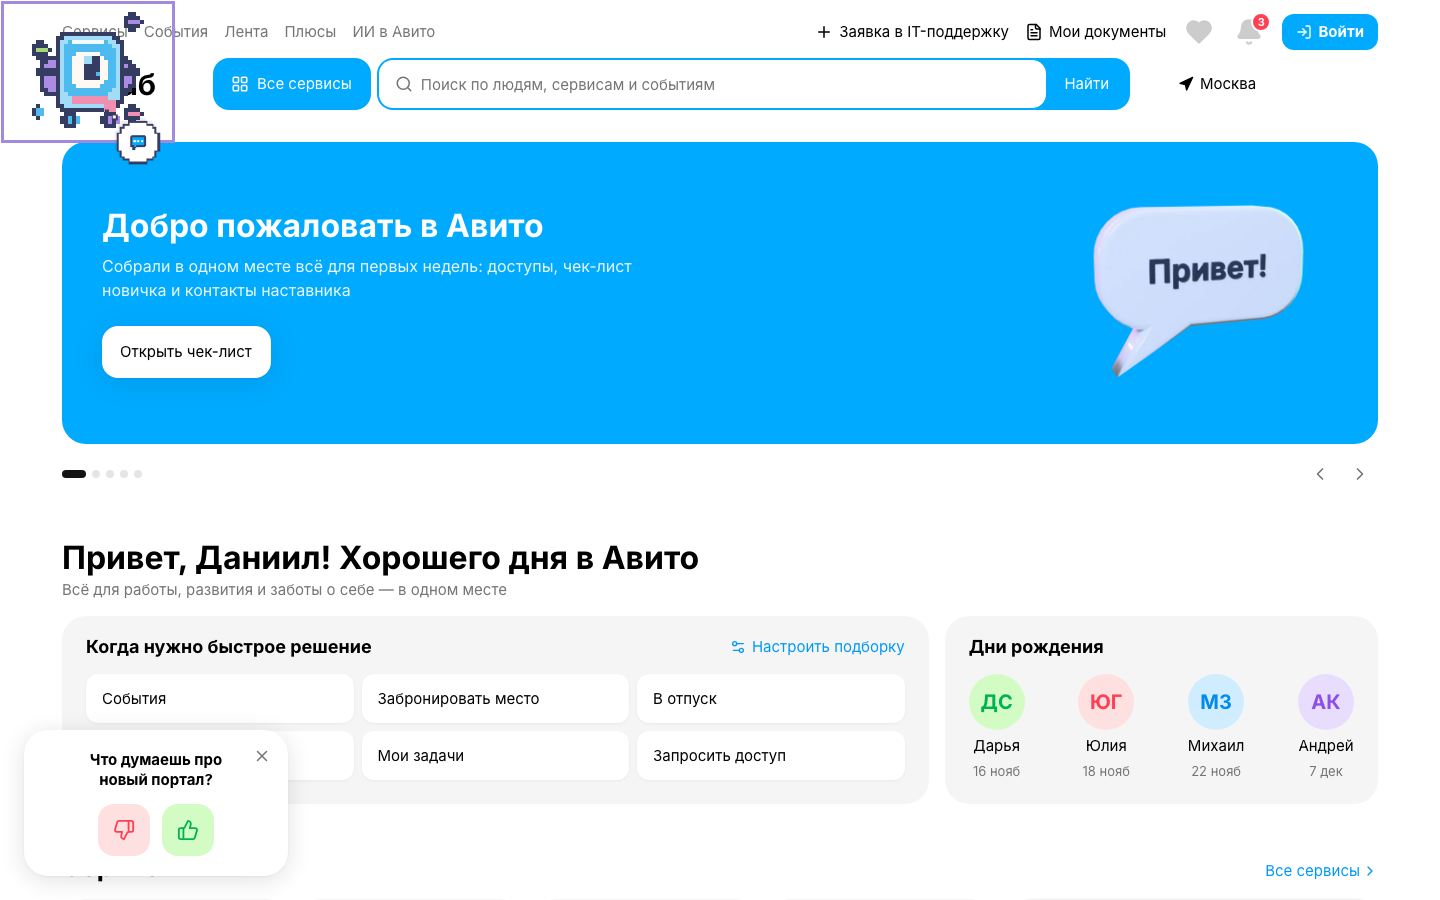 Сервисы События Лента Плюсы ИИ в Авито
Заявка в IT-поддержку Мои документы 3 Войти
Все сервисы Поиск по людям, сервисам и событиям Найти Москва
Добро пожаловать в Авито
Собрали в одном месте всё для первых недель: доступы, чек-лист
новичка и контакты наставника
Привет!
Открыть чек-лист
Привет, Даниил! Хорошего дня в Авито
Всё для работы, развития и заботы о себе — в одном месте
Когда нужно быстрое решение Настроить подборку
События Забронировать место В отпуск
Мои задачи Запросить доступ
Дни рождения
ДС ЮГ МЗ АК
Дарья Юлия Михаил Андрей
16 нояб 18 нояб 22 нояб 7 дек
Что думаешь про
новый портал?
Все сервисы